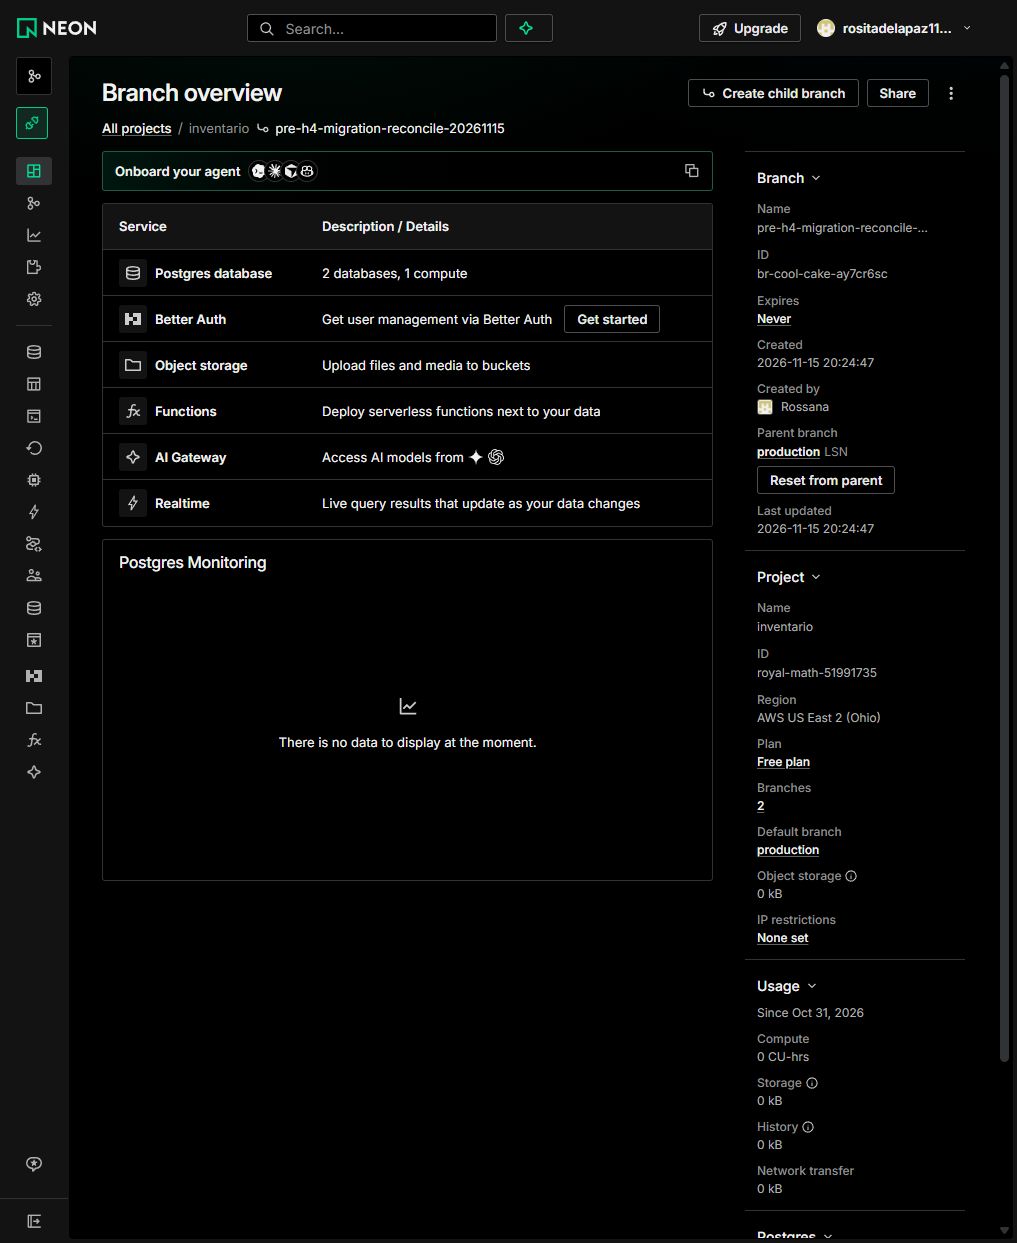 NEON
Search...
Upgrade
rositadelapaz11...
Branch overview
Create child branch
Share
All projects / inventario pre-h4-migration-reconcile-20261115
Onboard your agent
Service Description / Details
Postgres database 2 databases, 1 compute
Better Auth Get user management via Better Auth Get started
Object storage Upload files and media to buckets
Functions Deploy serverless functions next to your data
AI Gateway Access AI models from
Realtime Live query results that update as your data changes
Postgres Monitoring
There is no data to display at the moment.
Branch
Name
pre-h4-migration-reconcile-...
ID
br-cool-cake-ay7cr6sc
Expires
Never
Created
2026-11-15 20:24:47
Created by
Rossana
Parent branch
production LSN
Reset from parent
Last updated
2026-11-15 20:24:47
Project
Name
inventario
ID
royal-math-51991735
Region
AWS US East 2 (Ohio)
Plan
Free plan
Branches
2
Default branch
production
Object storage
0 kB
IP restrictions
None set
Usage
Since Oct 31, 2026
Compute
0 CU-hrs
Storage
0 kB
History
0 kB
Network transfer
0 kB
Postgres